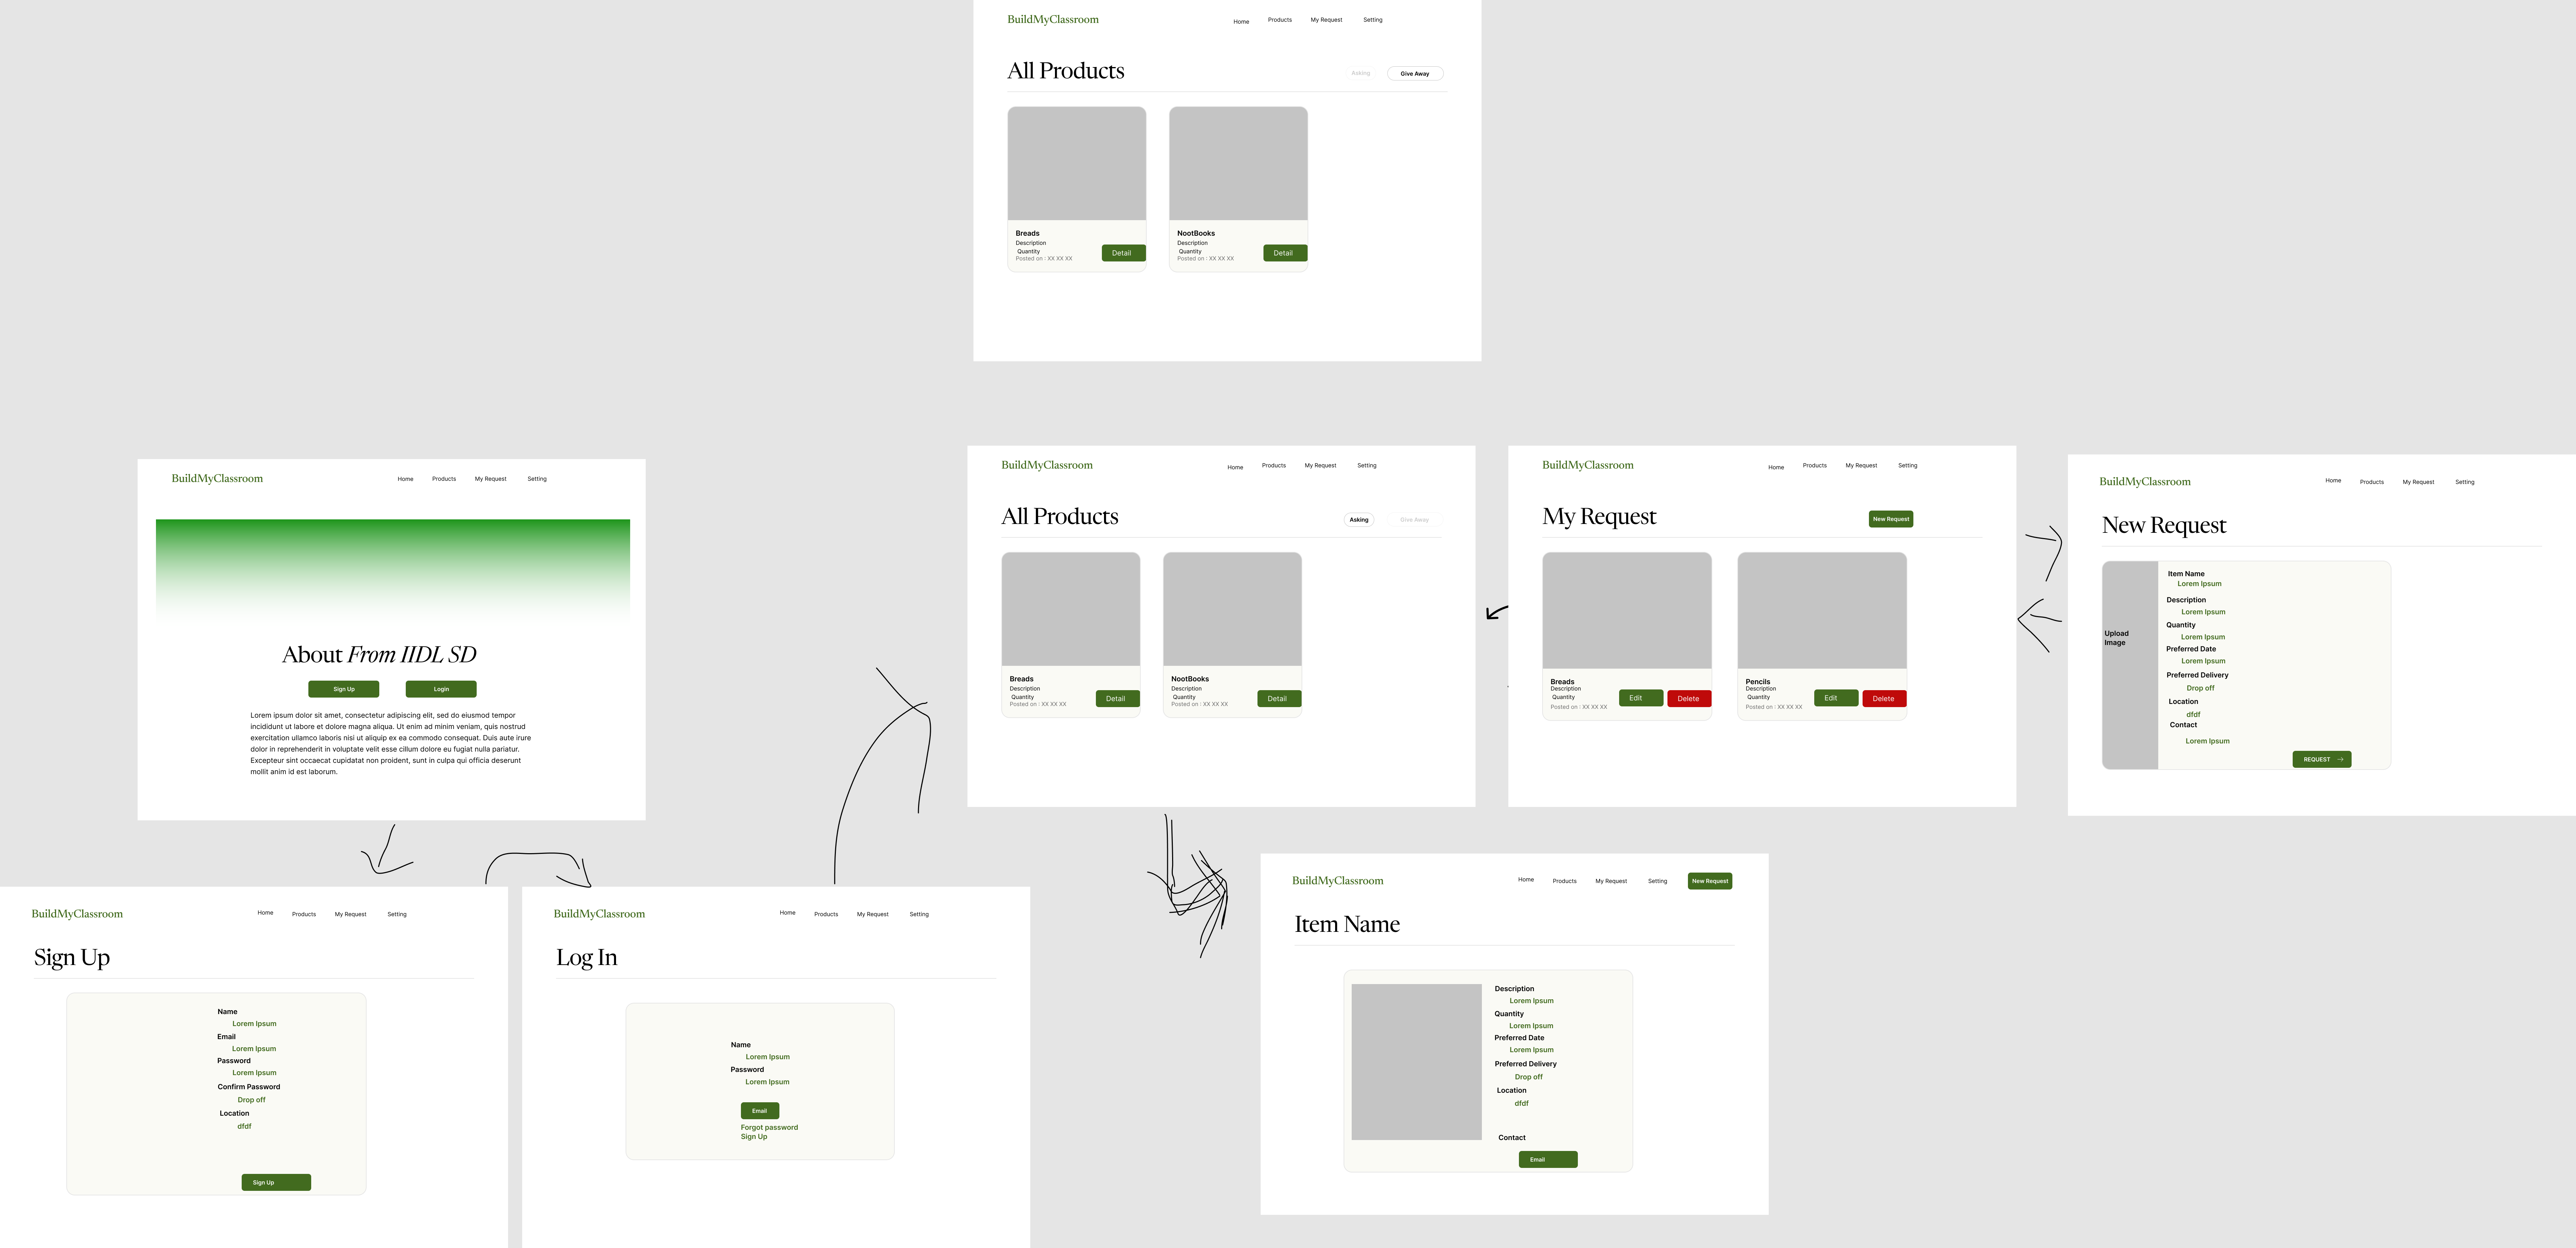 BuildMyClassroom
Home Products My Request Setting
All Products
Asking Give Away
Breads
Description
Quantity
Posted on : XX XX XX
Detail
NootBooks
Description
Quantity
Posted on : XX XX XX
Detail
BuildMyClassroom
Home Products My Request Setting
About From IIDL SD
Sign Up Login
Lorem ipsum dolor sit amet, consectetur adipiscing elit, sed do eiusmod tempor
incididunt ut labore et dolore magna aliqua. Ut enim ad minim veniam, quis nostrud
exercitation ullamco laboris nisi ut aliquip ex ea commodo consequat. Duis aute irure
dolor in reprehenderit in voluptate velit esse cillum dolore eu fugiat nulla pariatur.
Excepteur sint occaecat cupidatat non proident, sunt in culpa qui officia deserunt
mollit anim id est laborum.
BuildMyClassroom
Home Products My Request Setting
All Products
Asking Give Away
Breads
Description
Quantity
Posted on : XX XX XX
Detail
NootBooks
Description
Quantity
Posted on : XX XX XX
Detail
BuildMyClassroom
Home Products My Request Setting
My Request
New Request
Breads
Description
Quantity
Posted on : XX XX XX
Edit Delete
Pencils
Description
Quantity
Posted on : XX XX XX
Edit Delete
BuildMyClassroom
Home Products My Request Setting
New Request
Upload
Image
Item Name
Lorem Ipsum
Description
Lorem Ipsum
Quantity
Lorem Ipsum
Preferred Date
Lorem Ipsum
Preferred Delivery
Drop off
Location
dfdf
Contact
Lorem Ipsum
REQUEST →
BuildMyClassroom
Home Products My Request Setting
Sign Up
Name
Lorem Ipsum
Email
Lorem Ipsum
Password
Lorem Ipsum
Confirm Password
Drop off
Location
dfdf
Sign Up
BuildMyClassroom
Home Products My Request Setting
Log In
Name
Lorem Ipsum
Password
Lorem Ipsum
Email
Forgot password
Sign Up
BuildMyClassroom
Home Products My Request Setting New Request
Item Name
Description
Lorem Ipsum
Quantity
Lorem Ipsum
Preferred Date
Lorem Ipsum
Preferred Delivery
Drop off
Location
dfdf
Contact
Email